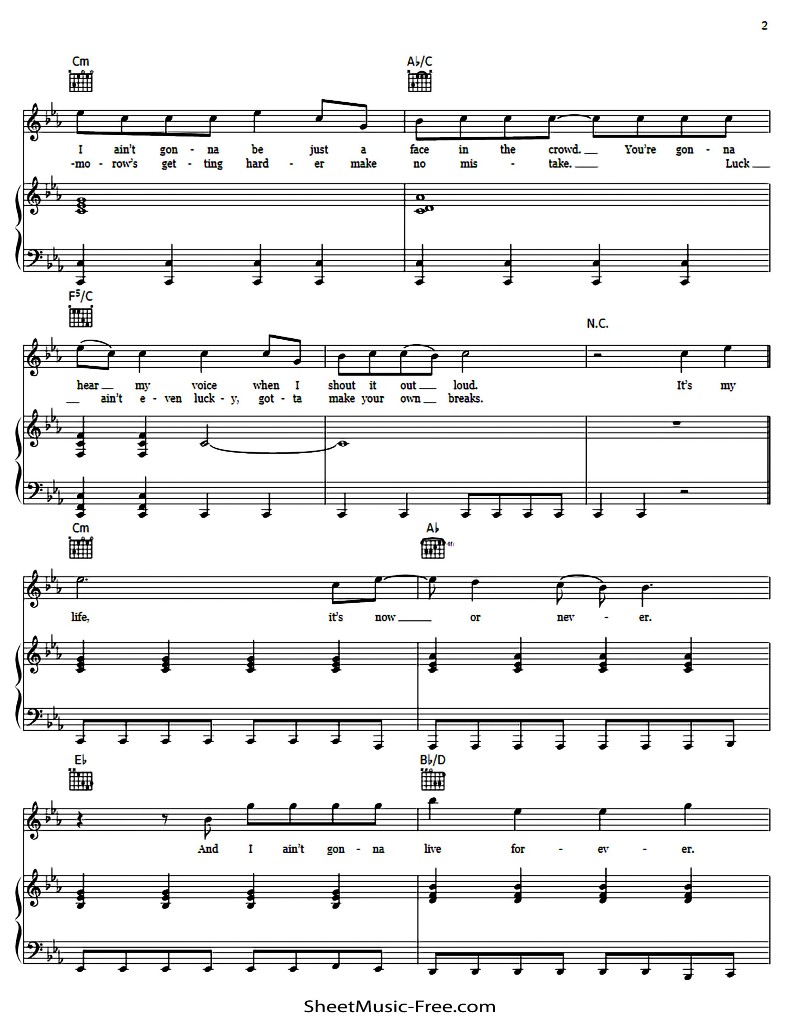 2
Cm A♭/C
I ain't gon - na be just a face in the crowd. You're gon - na
-mo-row's get - ting hard - er make no mis - take. Luck
F5/C N.C.
hear my voice when I shout it out loud. It's my
ain't e - ven luck - y, got - ta make your own breaks.
Cm A♭
life, it's now or nev - er.
E♭ B♭/D
And I ain't gon - na live for - ev - er.
SheetMusic-Free.com